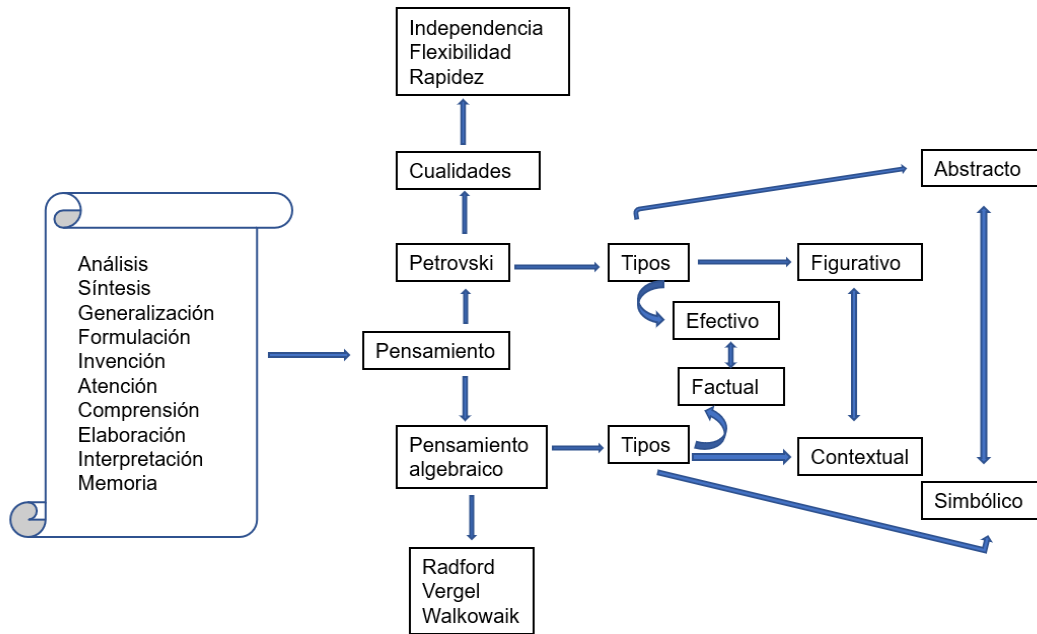 Independencia
Flexibilidad
Rapidez
Cualidades
Abstracto
Análisis
Síntesis
Generalización
Formulación
Invención
Atención
Comprensión
Elaboración
Interpretación
Memoria
Petrovski
Tipos
Figurativo
Efectivo
Pensamiento
Factual
Pensamiento
algebraico
Tipos
Contextual
Simbólico
Radford
Vergel
Walkowaik